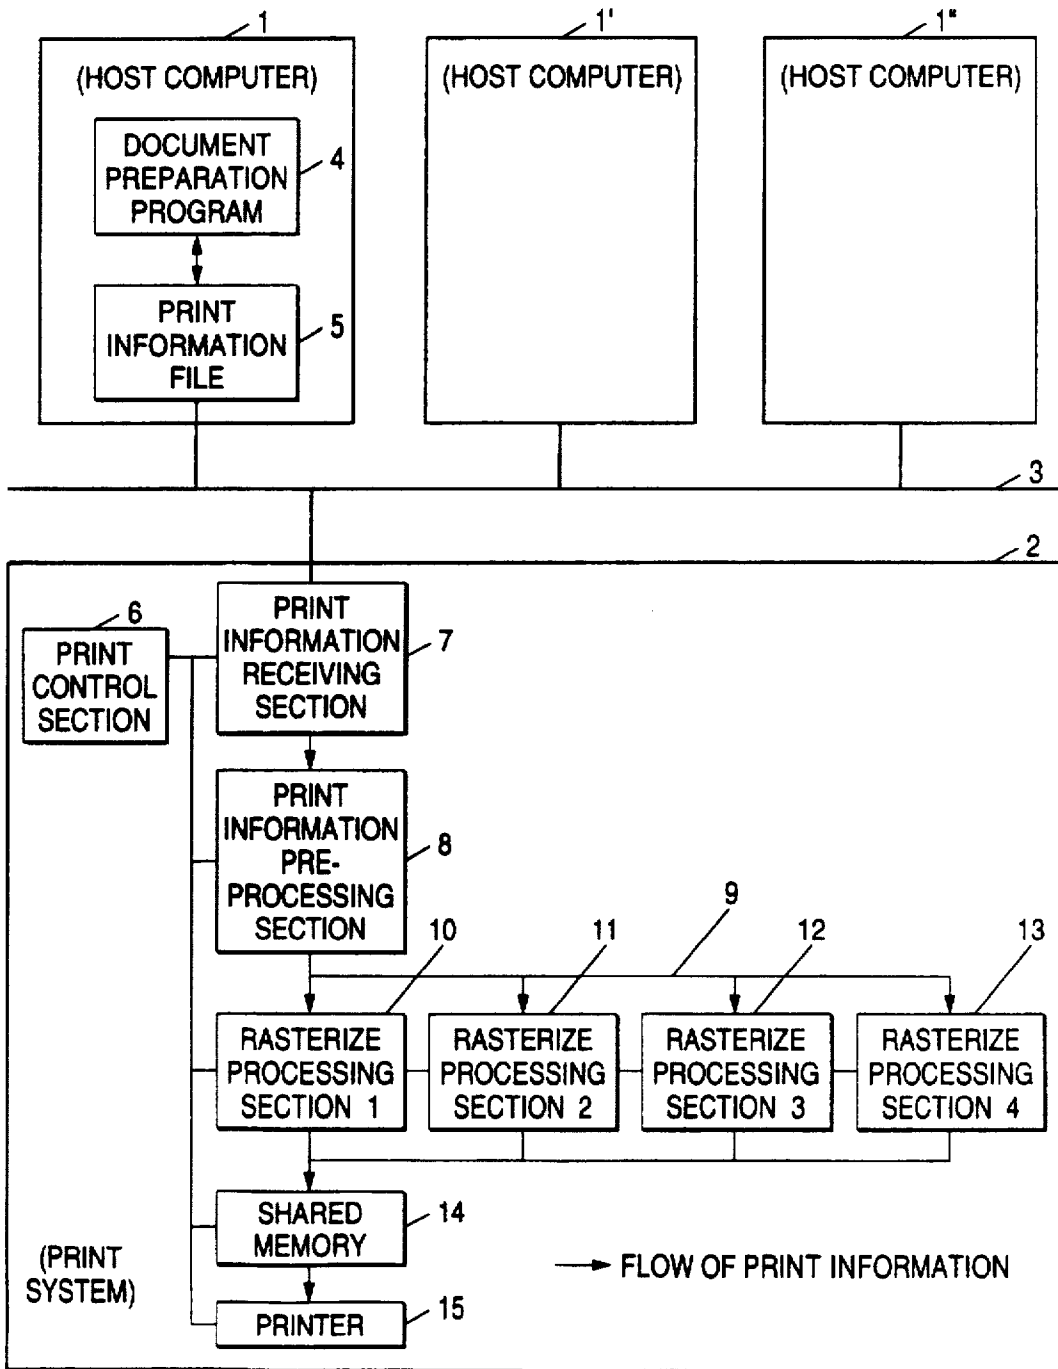 1
1'
1"
(HOST COMPUTER)
(HOST COMPUTER)
(HOST COMPUTER)
DOCUMENT
PREPARATION
PROGRAM
4
PRINT
INFORMATION
FILE
5
3
2
6
PRINT
CONTROL
SECTION
PRINT
INFORMATION
RECEIVING
SECTION
7
PRINT
INFORMATION
PRE-
PROCESSING
SECTION
8
9
10
11
12
13
RASTERIZE
PROCESSING
SECTION 1
RASTERIZE
PROCESSING
SECTION 2
RASTERIZE
PROCESSING
SECTION 3
RASTERIZE
PROCESSING
SECTION 4
SHARED
MEMORY
14
(PRINT
SYSTEM)
FLOW OF PRINT INFORMATION
PRINTER
15